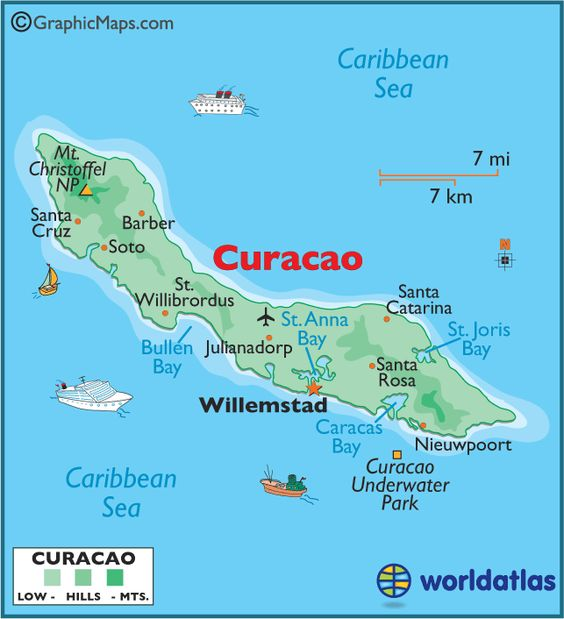 ©GraphicMaps.com
Caribbean
Sea
7 mi
7 km
N
Mt.
Christoffel
NP
Santa
Cruz
Barber
Soto
Curacao
St.
Willibrordus
Bullen
Bay
Julianadorp
St. Anna
Bay
Santa
Catarina
St. Joris
Bay
Santa
Rosa
Willemstad
Caracas
Bay
Nieuwpoort
Curacao
Underwater
Park
Caribbean
Sea
CURACAO
LOW - HILLS - MTS.
worldatlas